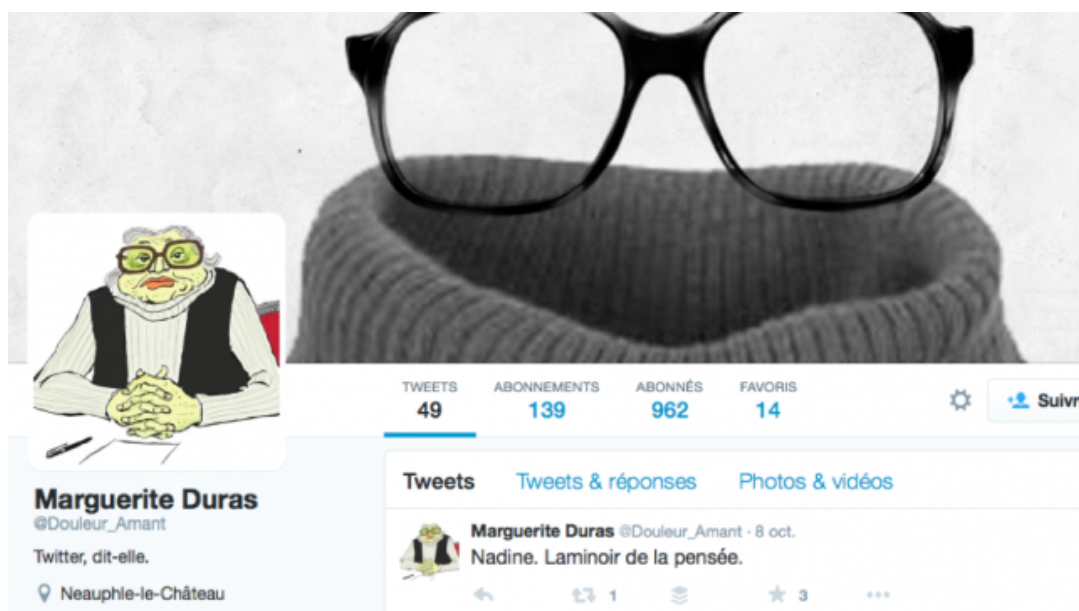 TWEETS ABONNEMENTS ABONNÉS FAVORIS
49 139 962 14
Suivr
Marguerite Duras
@Douleur_Amant
Twitter, dit-elle.
Neauphle-le-Château
Tweets Tweets & réponses Photos & vidéos
Marguerite Duras @Douleur_Amant · 8 oct.
Nadine. Laminoir de la pensée.
1 3